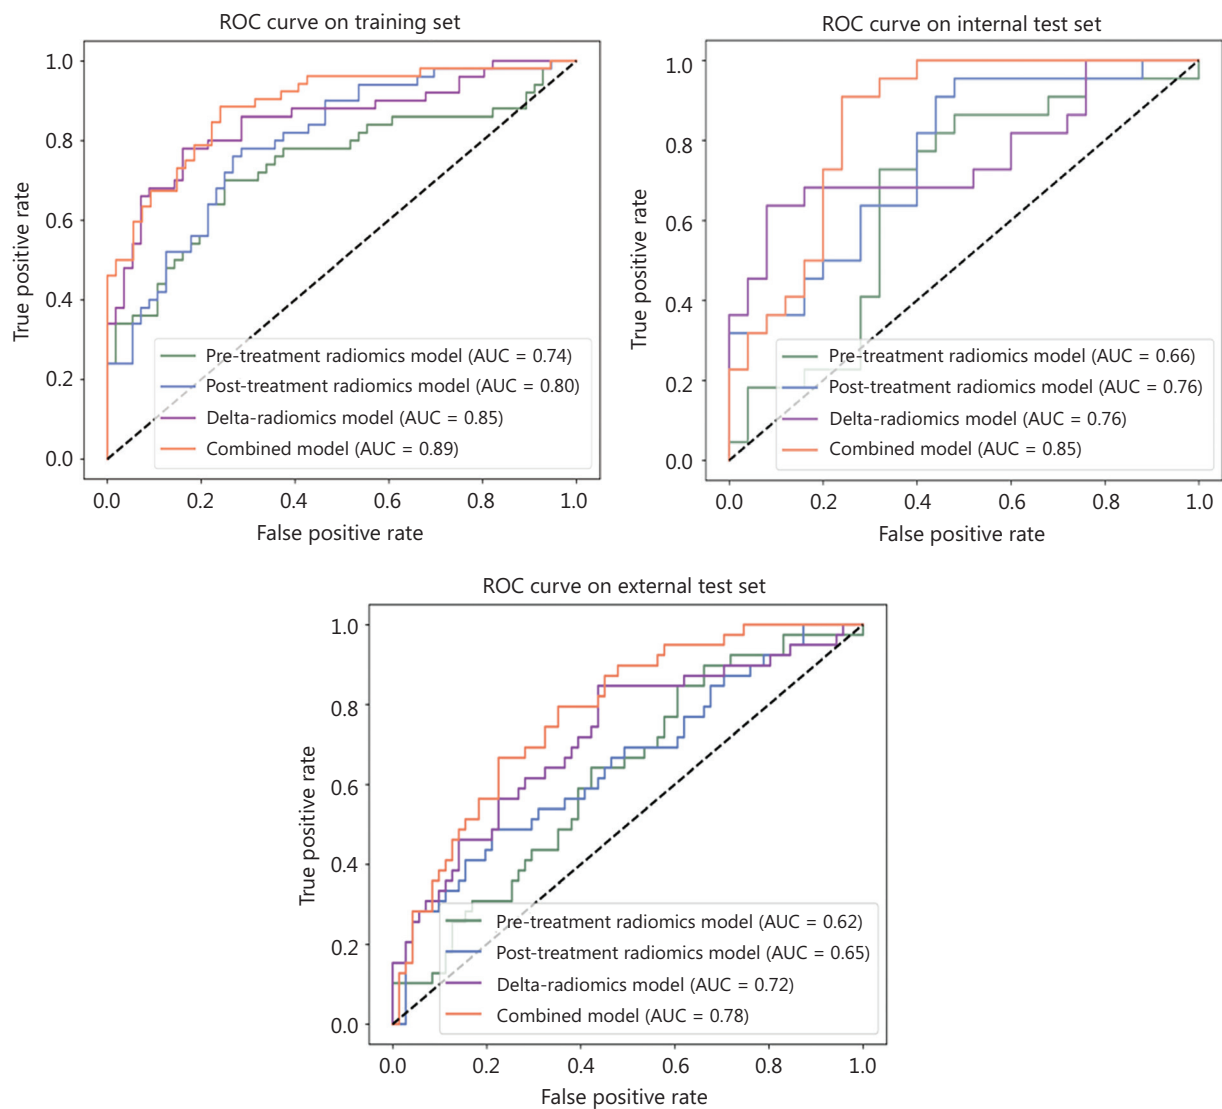 ROC curve on training set
1.0
0.8
0.6
0.4
0.2
0.0
True positive rate
Pre-treatment radiomics model (AUC = 0.74)
Post-treatment radiomics model (AUC = 0.80)
Delta-radiomics model (AUC = 0.85)
Combined model (AUC = 0.89)
0.0 0.2 0.4 0.6 0.8 1.0
False positive rate
ROC curve on internal test set
1.0
0.8
0.6
0.4
0.2
0.0
True positive rate
Pre-treatment radiomics model (AUC = 0.66)
Post-treatment radiomics model (AUC = 0.76)
Delta-radiomics model (AUC = 0.76)
Combined model (AUC = 0.85)
0.0 0.2 0.4 0.6 0.8 1.0
False positive rate
ROC curve on external test set
1.0
0.8
0.6
0.4
0.2
0.0
True positive rate
Pre-treatment radiomics model (AUC = 0.62)
Post-treatment radiomics model (AUC = 0.65)
Delta-radiomics model (AUC = 0.72)
Combined model (AUC = 0.78)
0.0 0.2 0.4 0.6 0.8 1.0
False positive rate